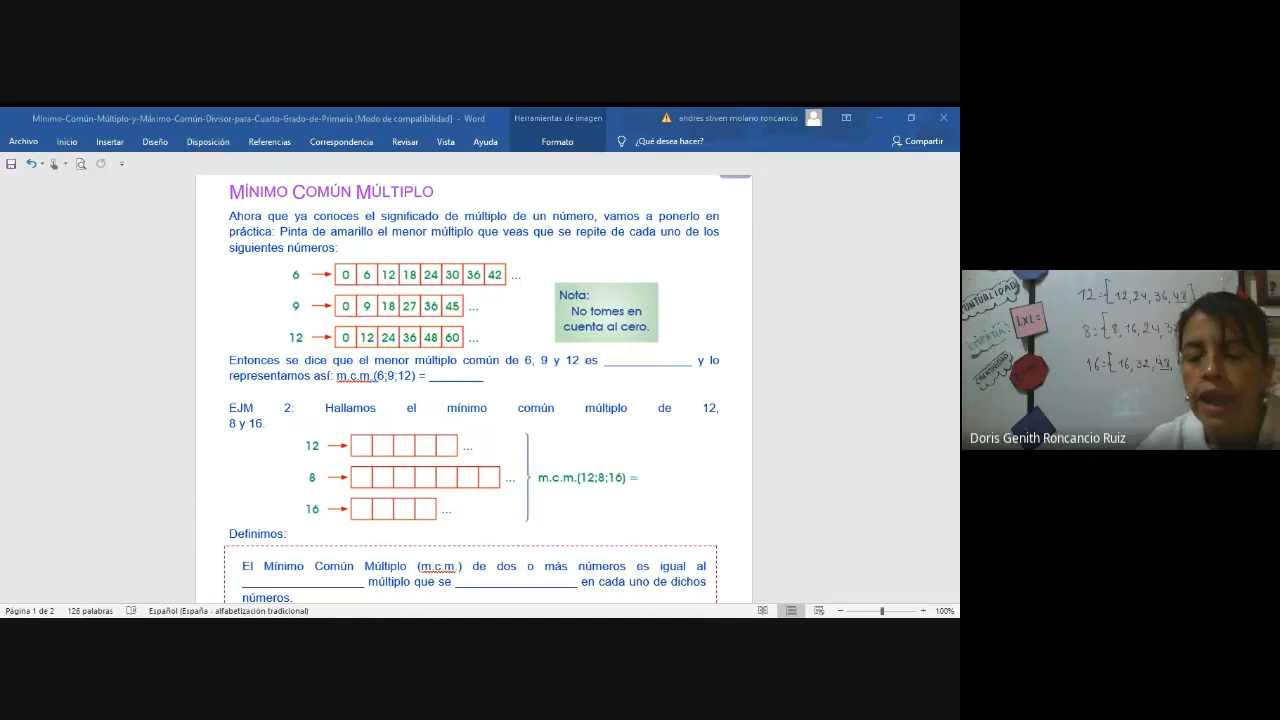 Mínimo-Común-Múltiplo-y-Máximo-Común-Divisor-para-Cuarto-Grado-de-Primaria [Modo de compatibilidad] - Word
Herramientas de imagen
andres stiven molano roncancio
Archivo Inicio Insertar Diseño Disposición Referencias Correspondencia Revisar Vista Ayuda Formato ¿Qué desea hacer? Compartir
MÍNIMO COMÚN MÚLTIPLO
Ahora que ya conoces el significado de múltiplo de un número, vamos a ponerlo en
práctica: Pinta de amarillo el menor múltiplo que veas que se repite de cada uno de los
siguientes números:
6 → 0 6 12 18 24 30 36 42 ...
9 → 0 9 18 27 36 45 ...
12 → 0 12 24 36 48 60 ...
Nota:
No tomes en
cuenta al cero.
Entonces se dice que el menor múltiplo común de 6, 9 y 12 es ____________ y lo
representamos así: m.c.m.(6;9;12) = _______
EJM 2: Hallamos el mínimo común múltiplo de 12,
8 y 16.
12 → ...
8 → ...
16 → ...
m.c.m.(12;8;16) =
Definimos:
El Mínimo Común Múltiplo (m.c.m.) de dos o más números es igual al
________________ múltiplo que se ________________ en cada uno de dichos
números.
Página 1 de 2 126 palabras Español (España - alfabetización tradicional) 100%
PUNTUALIDAD
LXL=
CREATIVIDAD
12={12,24,36,48}
8={8,16,24,
16={16,32,48,
Doris Genith Roncancio Ruiz